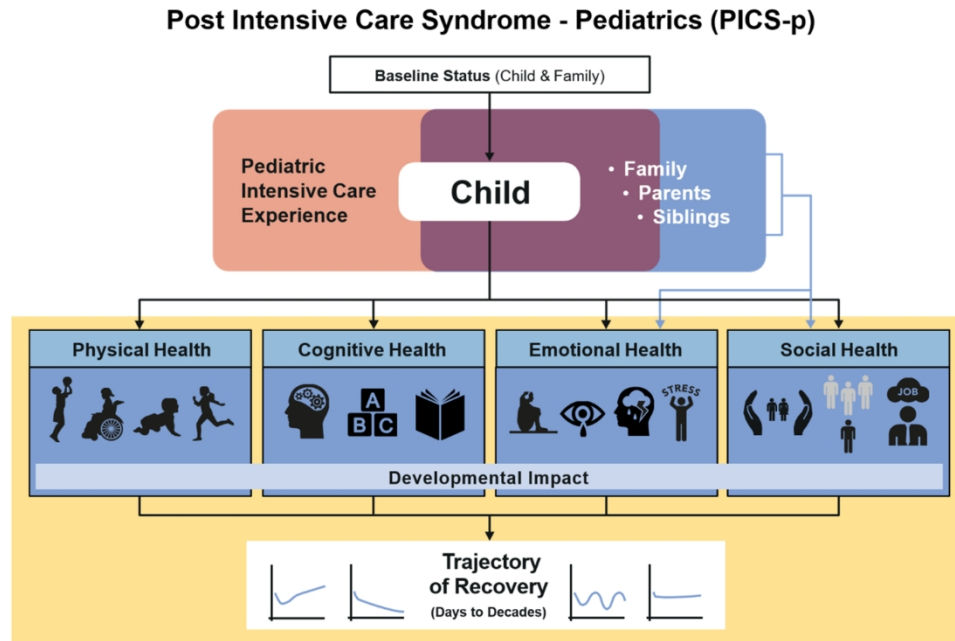 Post Intensive Care Syndrome - Pediatrics (PICS-p)
Baseline Status (Child & Family)
Pediatric
Intensive Care
Experience
Child
• Family
• Parents
• Siblings
Physical Health
Cognitive Health
Emotional Health
Social Health
A
B C
STRESS
JOB
Developmental Impact
Trajectory
of Recovery
(Days to Decades)